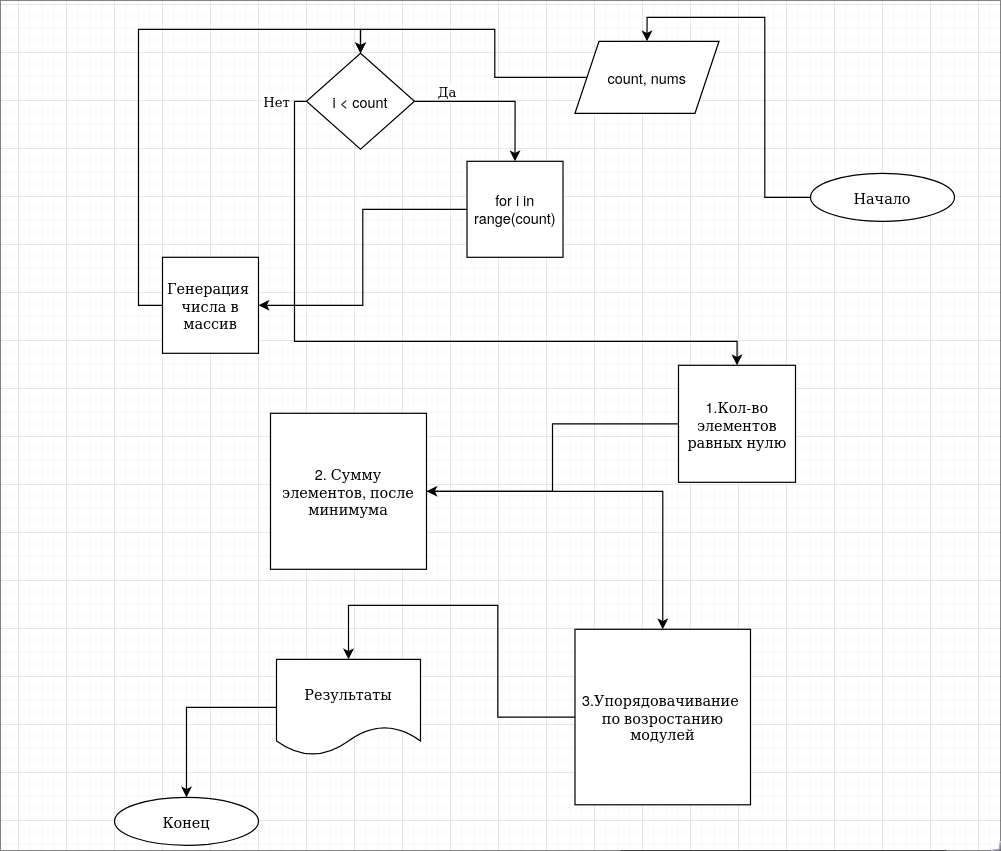 count, nums
Да
Нет
i < count
Начало
for i in
range(count)
Генерация
числа в
массив
1.Кол-во
элементов
равных нулю
2. Сумму
элементов, после
минимума
3.Упорядовачивание
по возростанию
модулей
Результаты
Конец